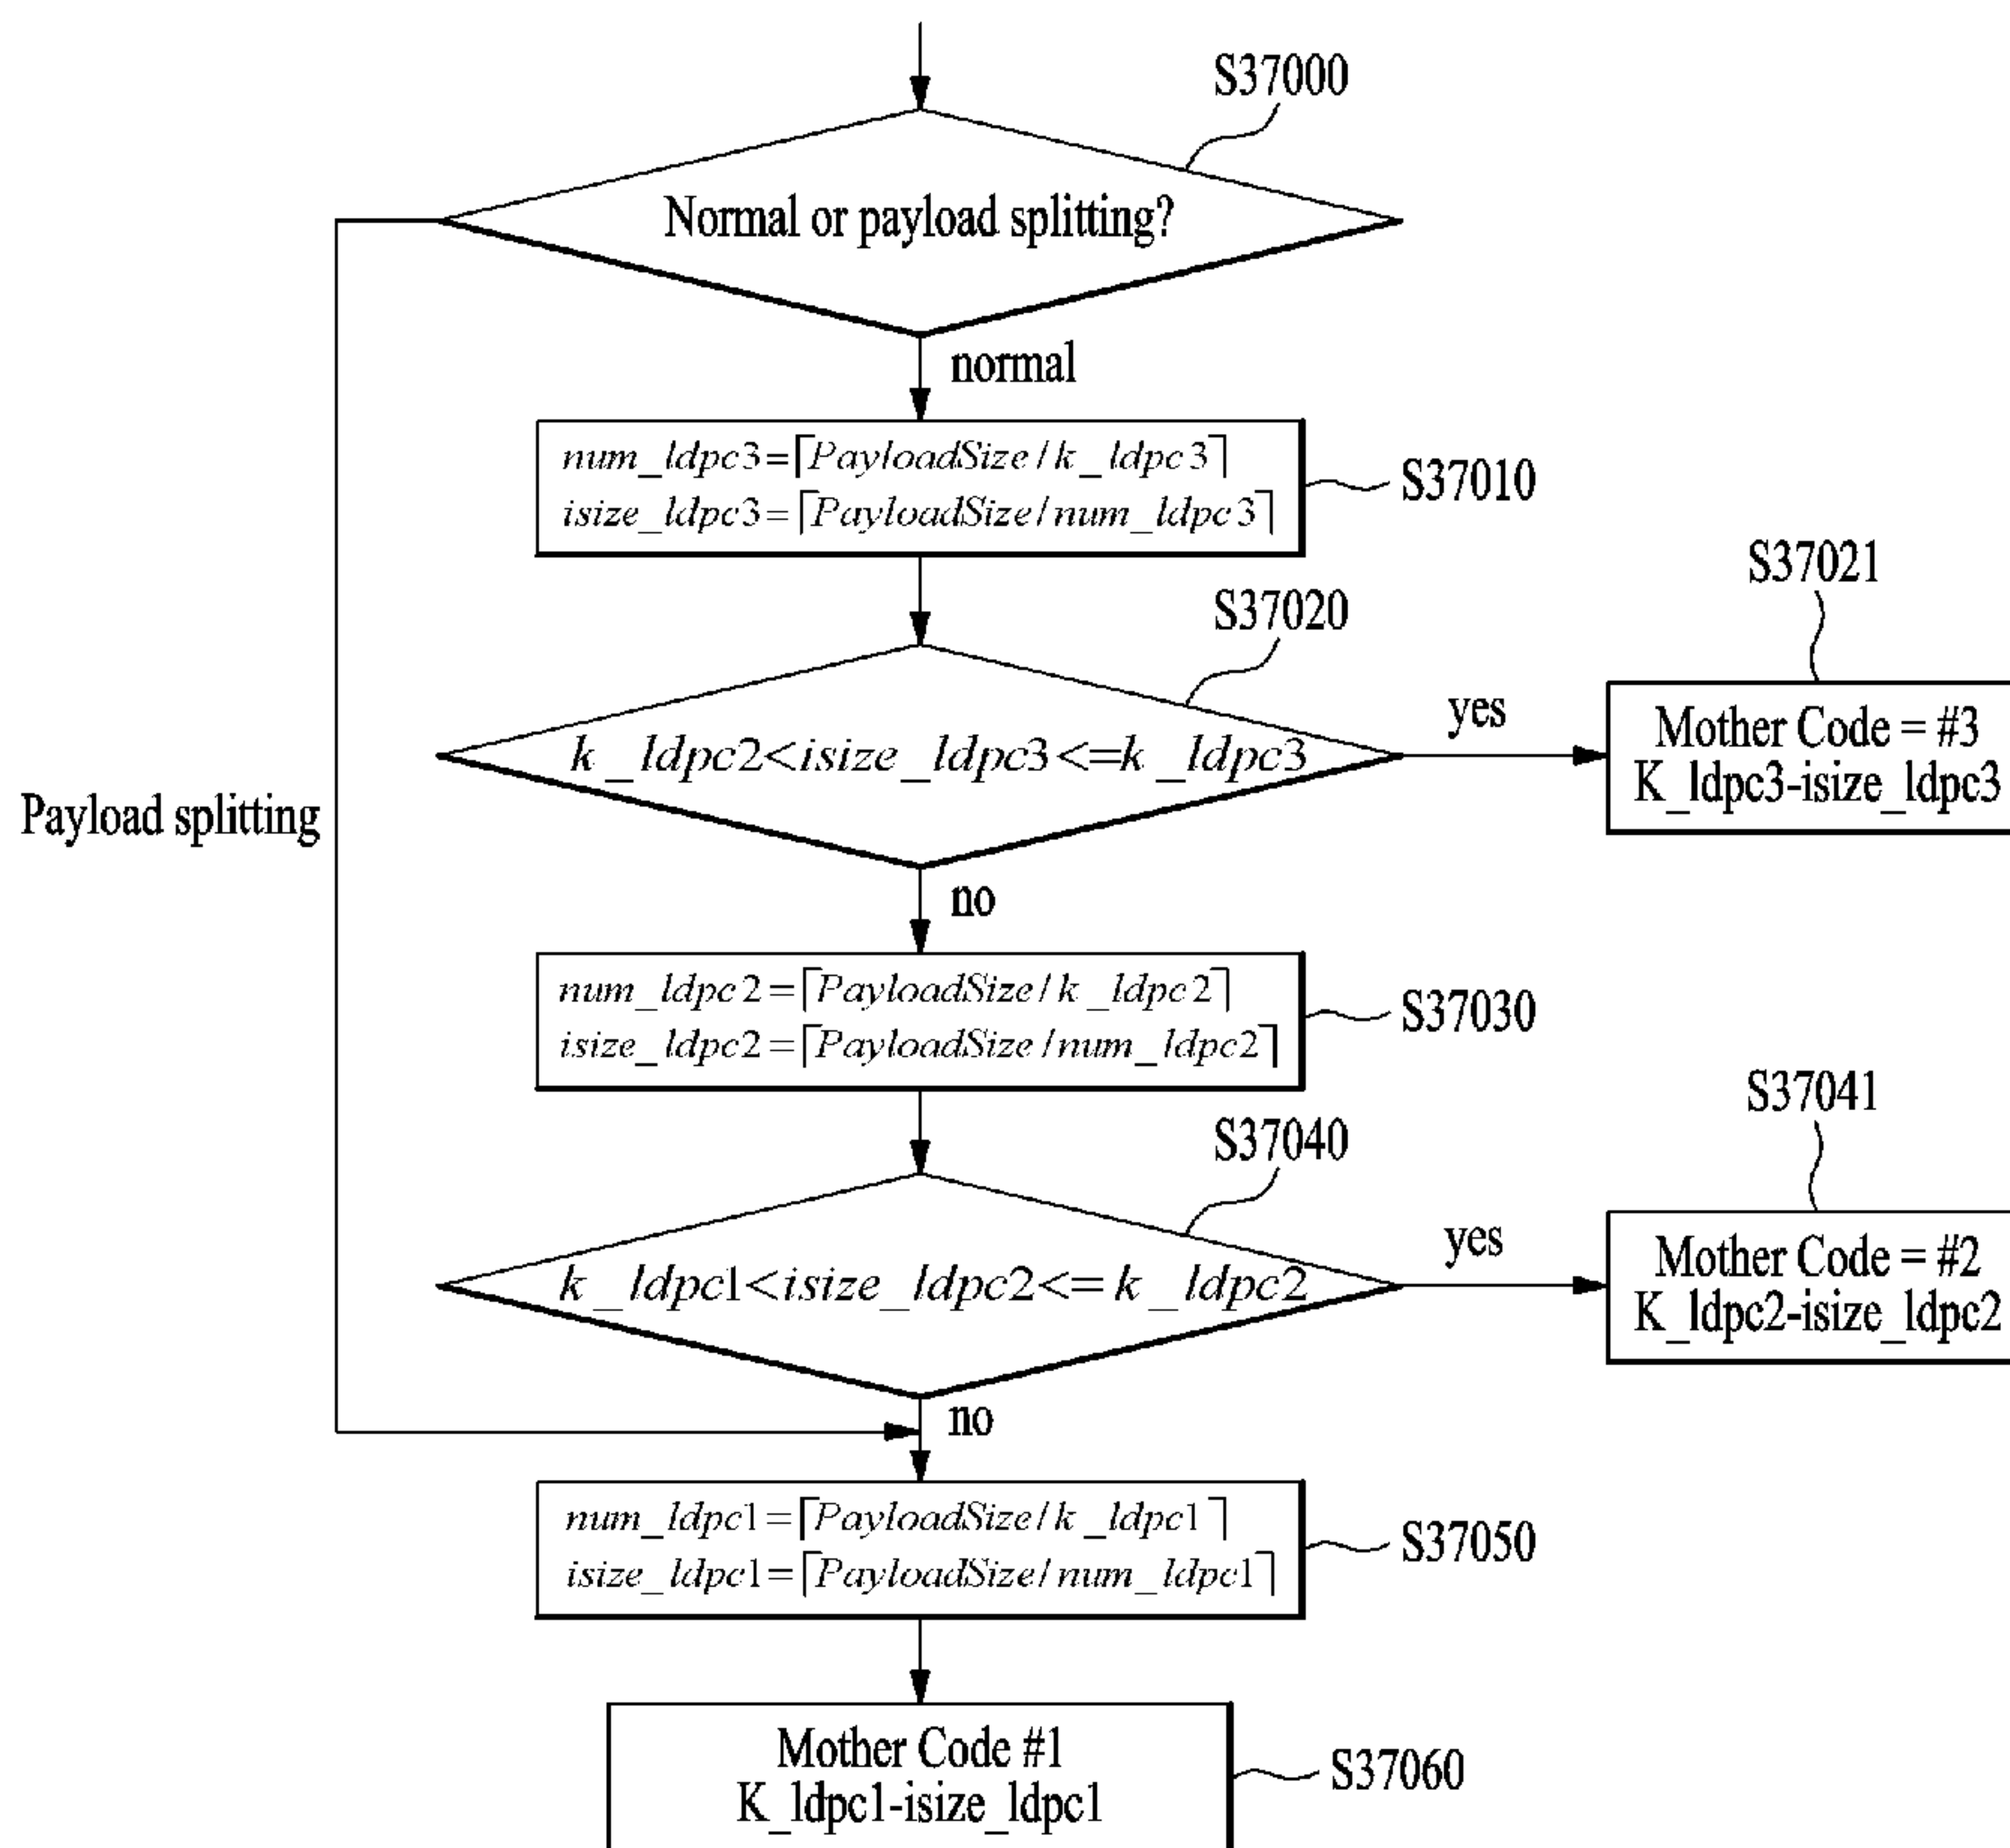 S37000
Normal or payload splitting?
normal
num_ldpc3=⌈PayloadSize/k_ldpc3⌉
isize_ldpc3=⌈PayloadSize/num_ldpc3⌉
S37010
S37020
k_ldpc2<isize_ldpc3<=k_ldpc3
yes
S37021
Mother Code = #3
K_ldpc3-isize_ldpc3
Payload splitting
no
num_ldpc2=⌈PayloadSize/k_ldpc2⌉
isize_ldpc2=⌈PayloadSize/num_ldpc2⌉
S37030
S37040
k_ldpc1<isize_ldpc2<=k_ldpc2
yes
S37041
Mother Code = #2
K_ldpc2-isize_ldpc2
no
num_ldpc1=⌈PayloadSize/k_ldpc1⌉
isize_ldpc1=⌈PayloadSize/num_ldpc1⌉
S37050
Mother Code #1
K_ldpc1-isize_ldpc1
S37060